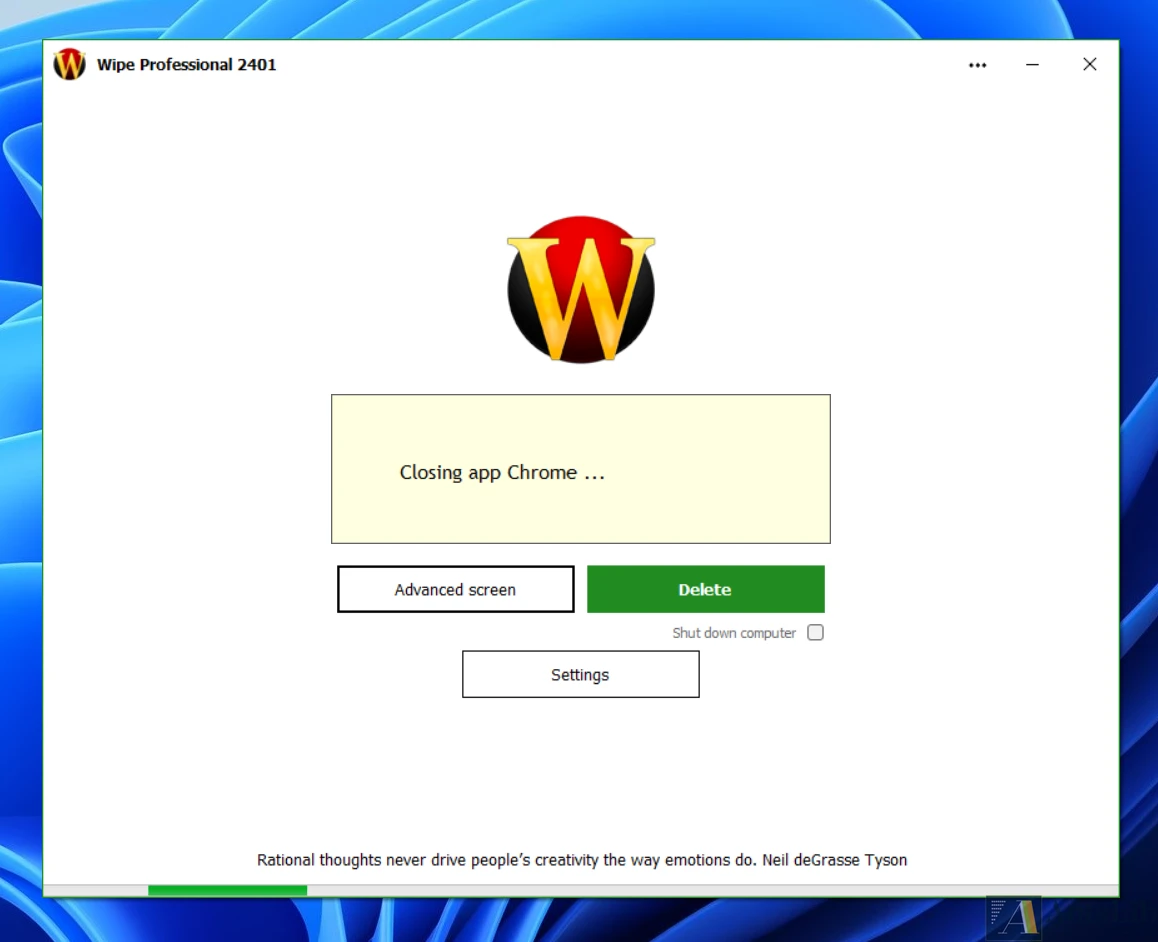 Wipe Professional 2401
W
Closing app Chrome ...
Advanced screen
Delete
Shut down computer
Settings
Rational thoughts never drive people’s creativity the way emotions do. Neil deGrasse Tyson
A